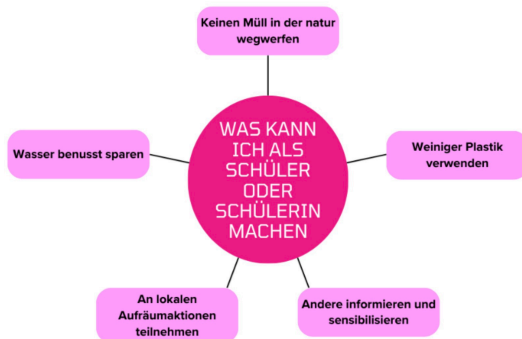 Keinen Müll in der natur
wegwerfen
WAS KANN
ICH ALS
SCHÜLER
ODER
SCHÜLERIN
MACHEN
Wasser benusst sparen
Weiniger Plastik
verwenden
An lokalen
Aufräumaktionen
teilnehmen
Andere informieren und
sensibilisieren